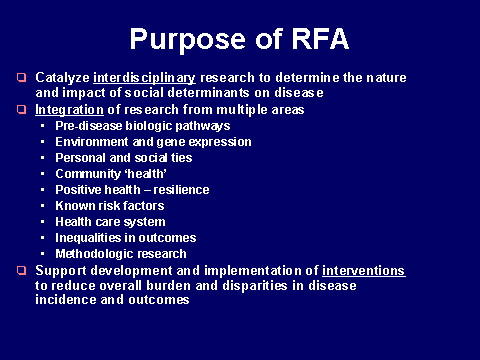 Purpose of RFA
Catalyze interdisciplinary research to determine the nature
and impact of social determinants on disease
Integration of research from multiple areas
• Pre-disease biologic pathways
• Environment and gene expression
• Personal and social ties
• Community ‘health’
• Positive health – resilience
• Known risk factors
• Health care system
• Inequalities in outcomes
• Methodologic research
Support development and implementation of interventions
to reduce overall burden and disparities in disease
incidence and outcomes